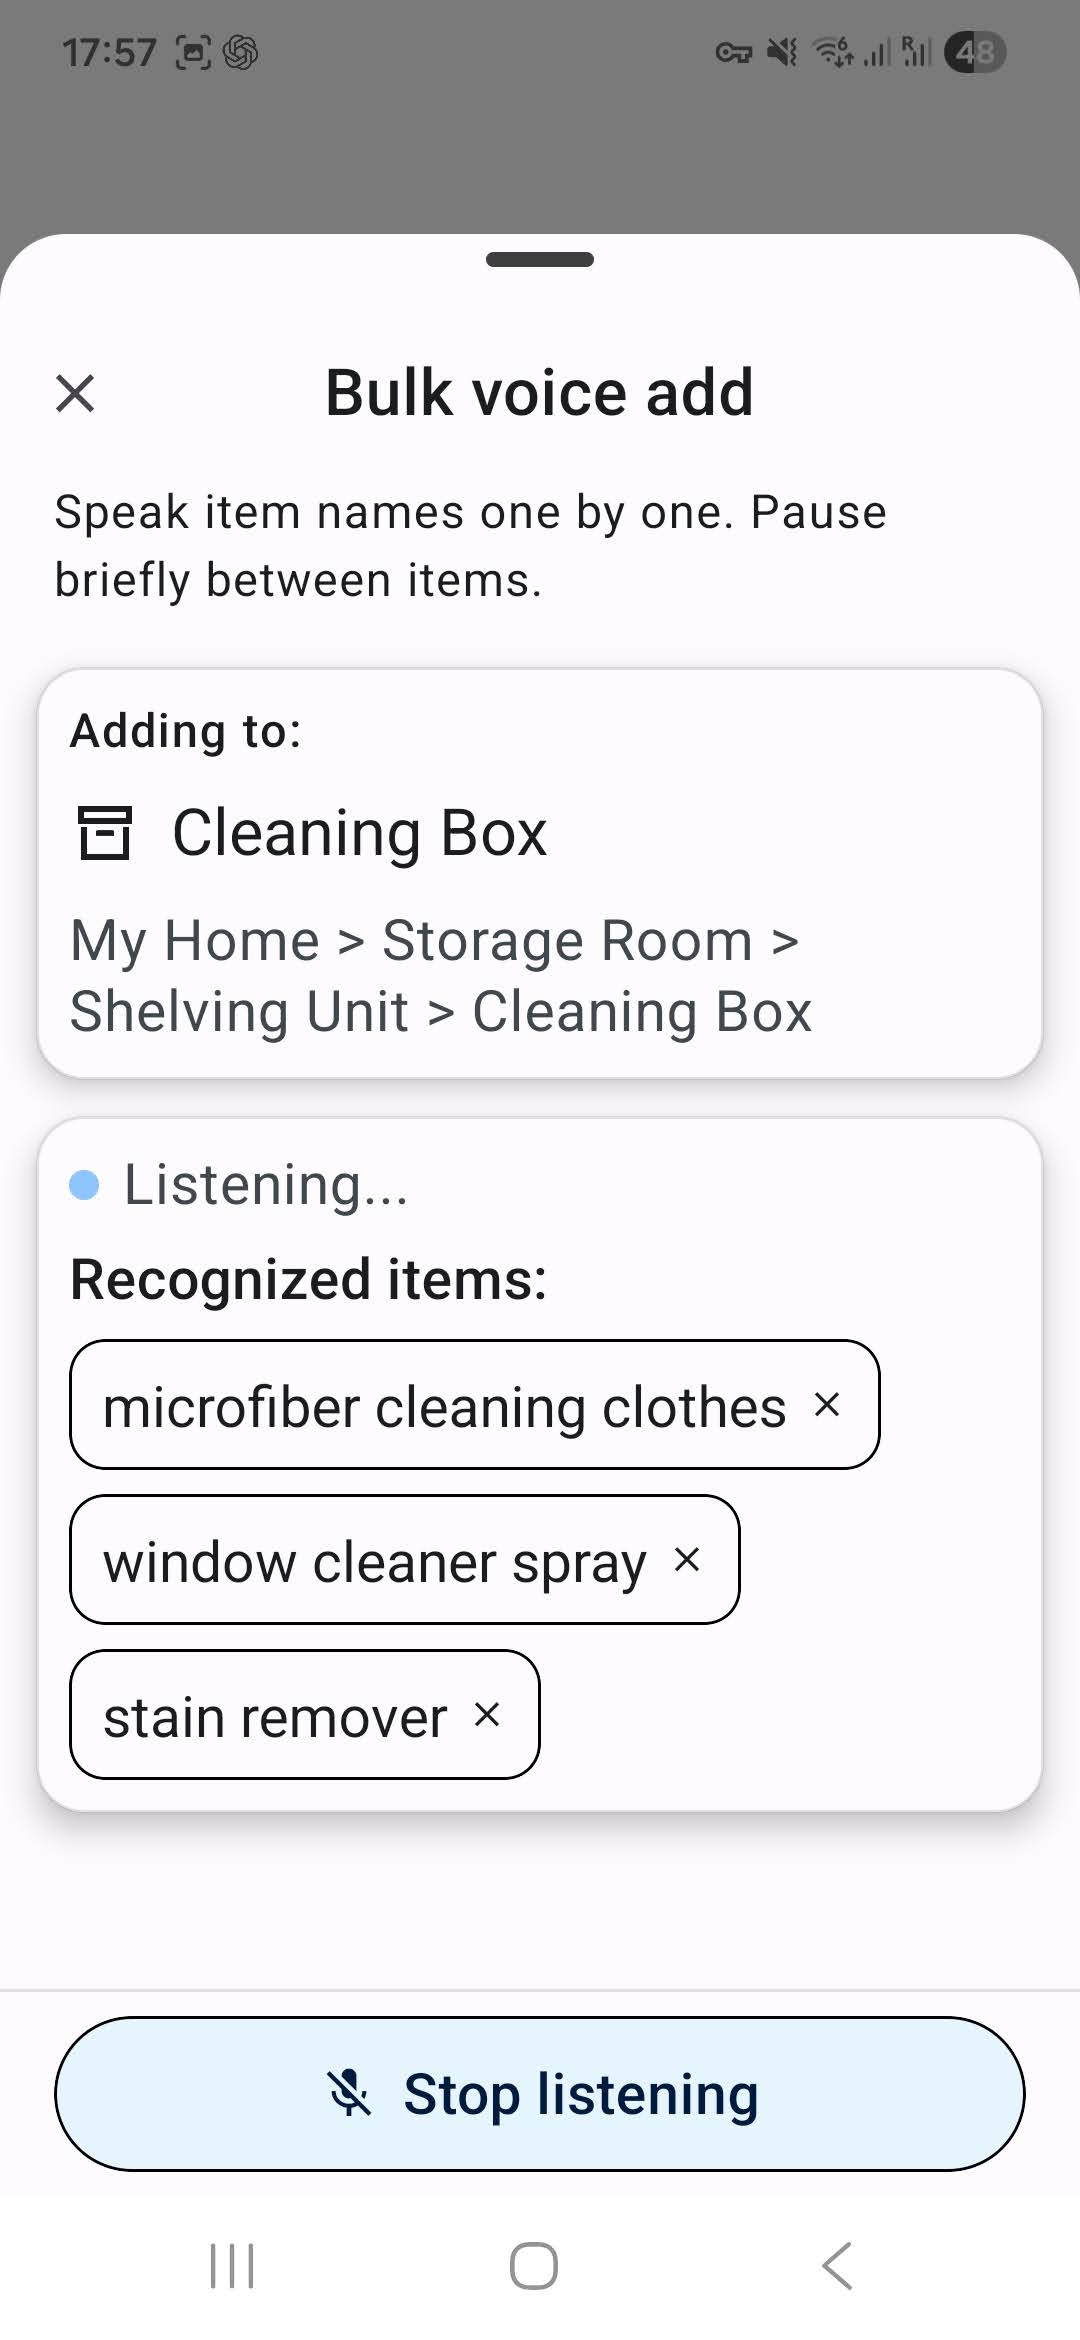 17:57
6
R
48
Bulk voice add
Speak item names one by one. Pause
briefly between items.
Adding to:
Cleaning Box
My Home > Storage Room >
Shelving Unit > Cleaning Box
Listening...
Recognized items:
microfiber cleaning clothes ×
window cleaner spray ×
stain remover ×
Stop listening